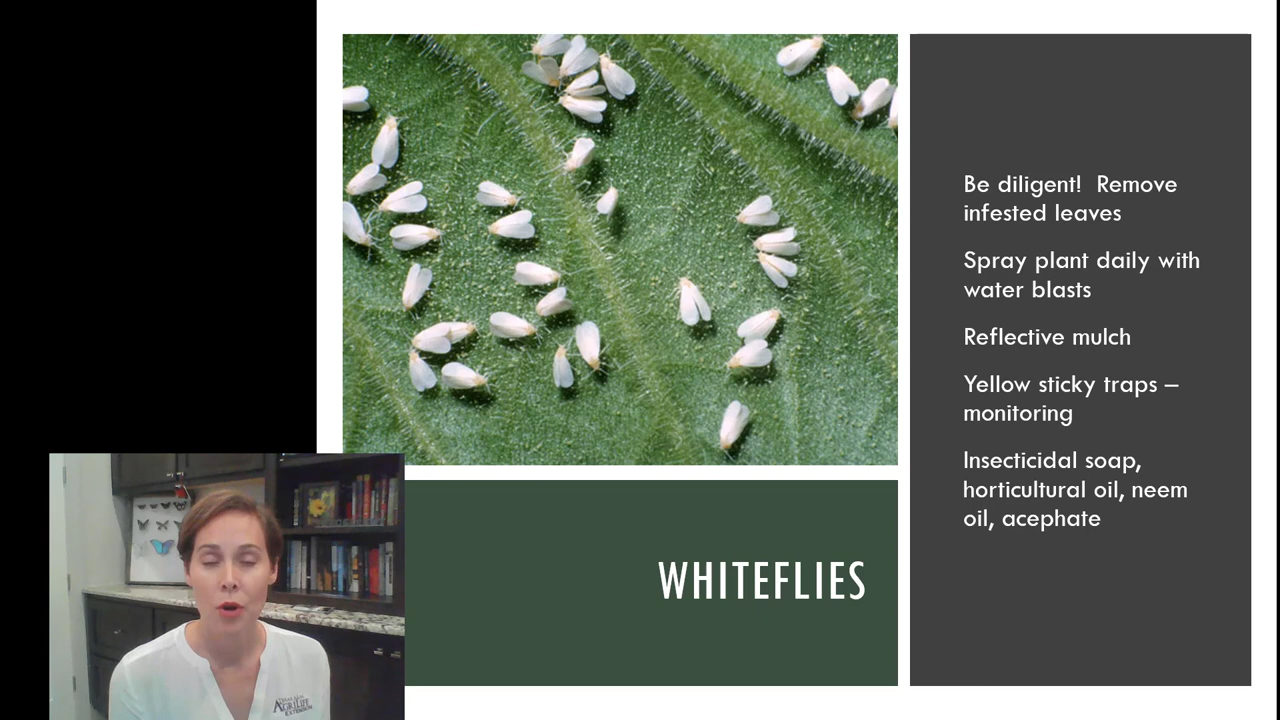 Be diligent!  Remove
infested leaves
Spray plant daily with
water blasts
Reflective mulch
Yellow sticky traps –
monitoring
Insecticidal soap,
horticultural oil, neem
oil, acephate
WHITEFLIES
TEXAS A&M
AGRILIFE
EXTENSION